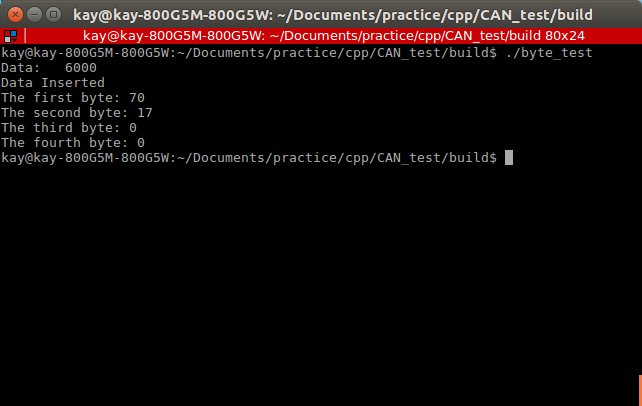 kay@kay-800G5M-800G5W: ~/Documents/practice/cpp/CAN_test/build
kay@kay-800G5M-800G5W: ~/Documents/practice/cpp/CAN_test/build 80x24
kay@kay-800G5M-800G5W:~/Documents/practice/cpp/CAN_test/build$ ./byte_test
Data:   6000
Data Inserted
The first byte: 70
The second byte: 17
The third byte: 0
The fourth byte: 0
kay@kay-800G5M-800G5W:~/Documents/practice/cpp/CAN_test/build$